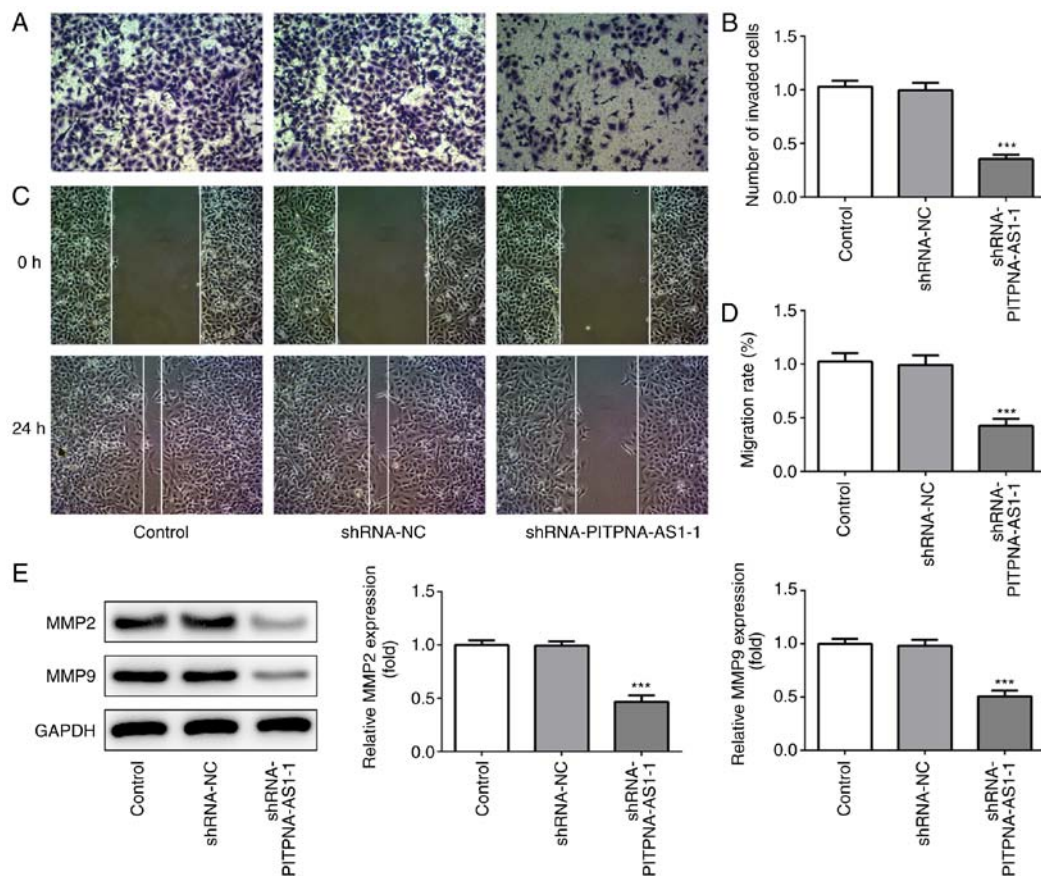 A
B
Number of invaded cells
1.5
1.0
0.5
0.0
***
Control
shRNA-NC
shRNA-
PITPNA-AS1-1
C
0 h
24 h
Control
shRNA-NC
shRNA-PITPNA-AS1-1
D
Migration rate (%)
1.5
1.0
0.5
0.0
***
Control
shRNA-NC
shRNA-
PITPNA-AS1-1
E
MMP2
MMP9
GAPDH
Control
shRNA-NC
shRNA-
PITPNA-AS1-1
Relative MMP2 expression
(fold)
1.5
1.0
0.5
0.0
***
Control
shRNA-NC
shRNA-
PITPNA-AS1-1
Relative MMP9 expression
(fold)
1.5
1.0
0.5
0.0
***
Control
shRNA-NC
shRNA-
PITPNA-AS1-1